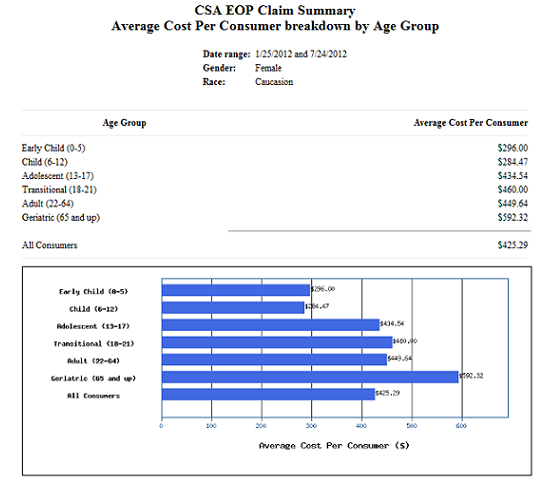 CSA EOP Claim Summary
Average Cost Per Consumer breakdown by Age Group
Date range: 1/25/2012 and 7/24/2012
Gender: Female
Race: Caucasion
Age Group Average Cost Per Consumer
Early Child (0-5) $296.00
Child (6-12) $284.47
Adolescent (13-17) $434.54
Transitional (18-21) $460.00
Adult (22-64) $449.64
Geriatric (65 and up) $592.32
All Consumers $425.29
Early Child (0-5) $296.00
Child (6-12) $284.47
Adolescent (13-17) $434.54
Transitional (18-21) $460.00
Adult (22-64) $449.64
Geriatric (65 and up) $592.32
All Consumers $425.29
0 100 200 300 400 500 600
Average Cost Per Consumer ($)